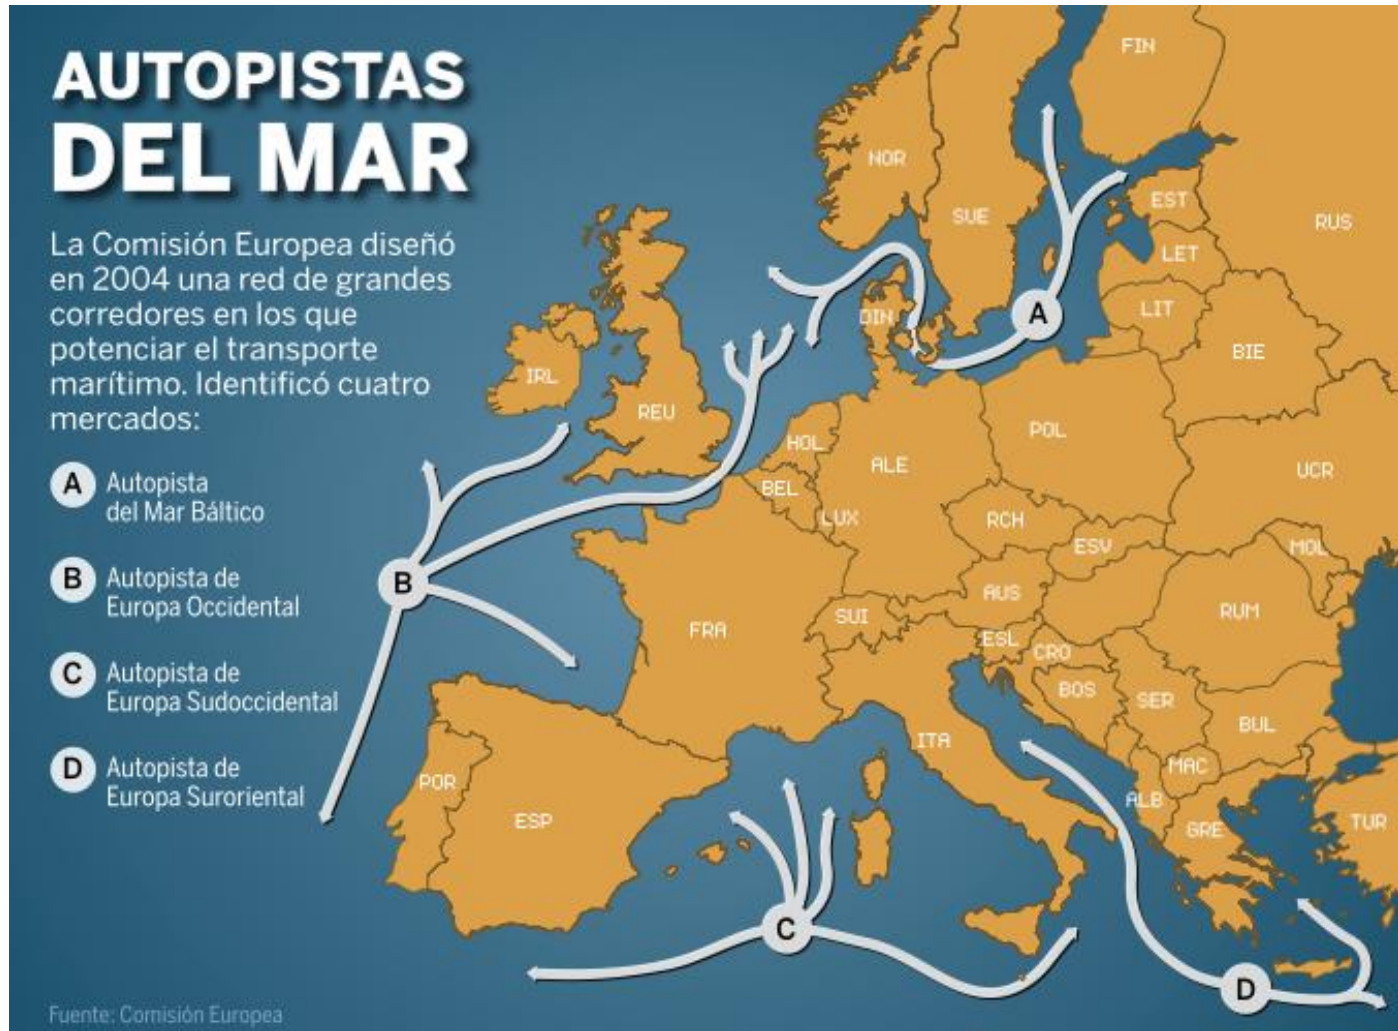 AUTOPISTAS
DEL MAR
La Comisión Europea diseñó
en 2004 una red de grandes
corredores en los que
potenciar el transporte
marítimo. Identificó cuatro
mercados:
A Autopista
del Mar Báltico
B Autopista de
Europa Occidental
C Autopista de
Europa Sudoccidental
D Autopista de
Europa Suroriental
Fuente: Comisión Europea
FIN
NOR
SUE
EST
RUS
LET
LIT
DIN
A
BIE
IRL
REU
HOL
POL
ALE
UCR
BEL
LUX
RCH
ESV
MOL
B
AUS
SUI
RUM
FRA
ESL
CRO
BOS
SER
BUL
ITA
MAC
POR
ALB
ESP
GRE
TUR
C
D